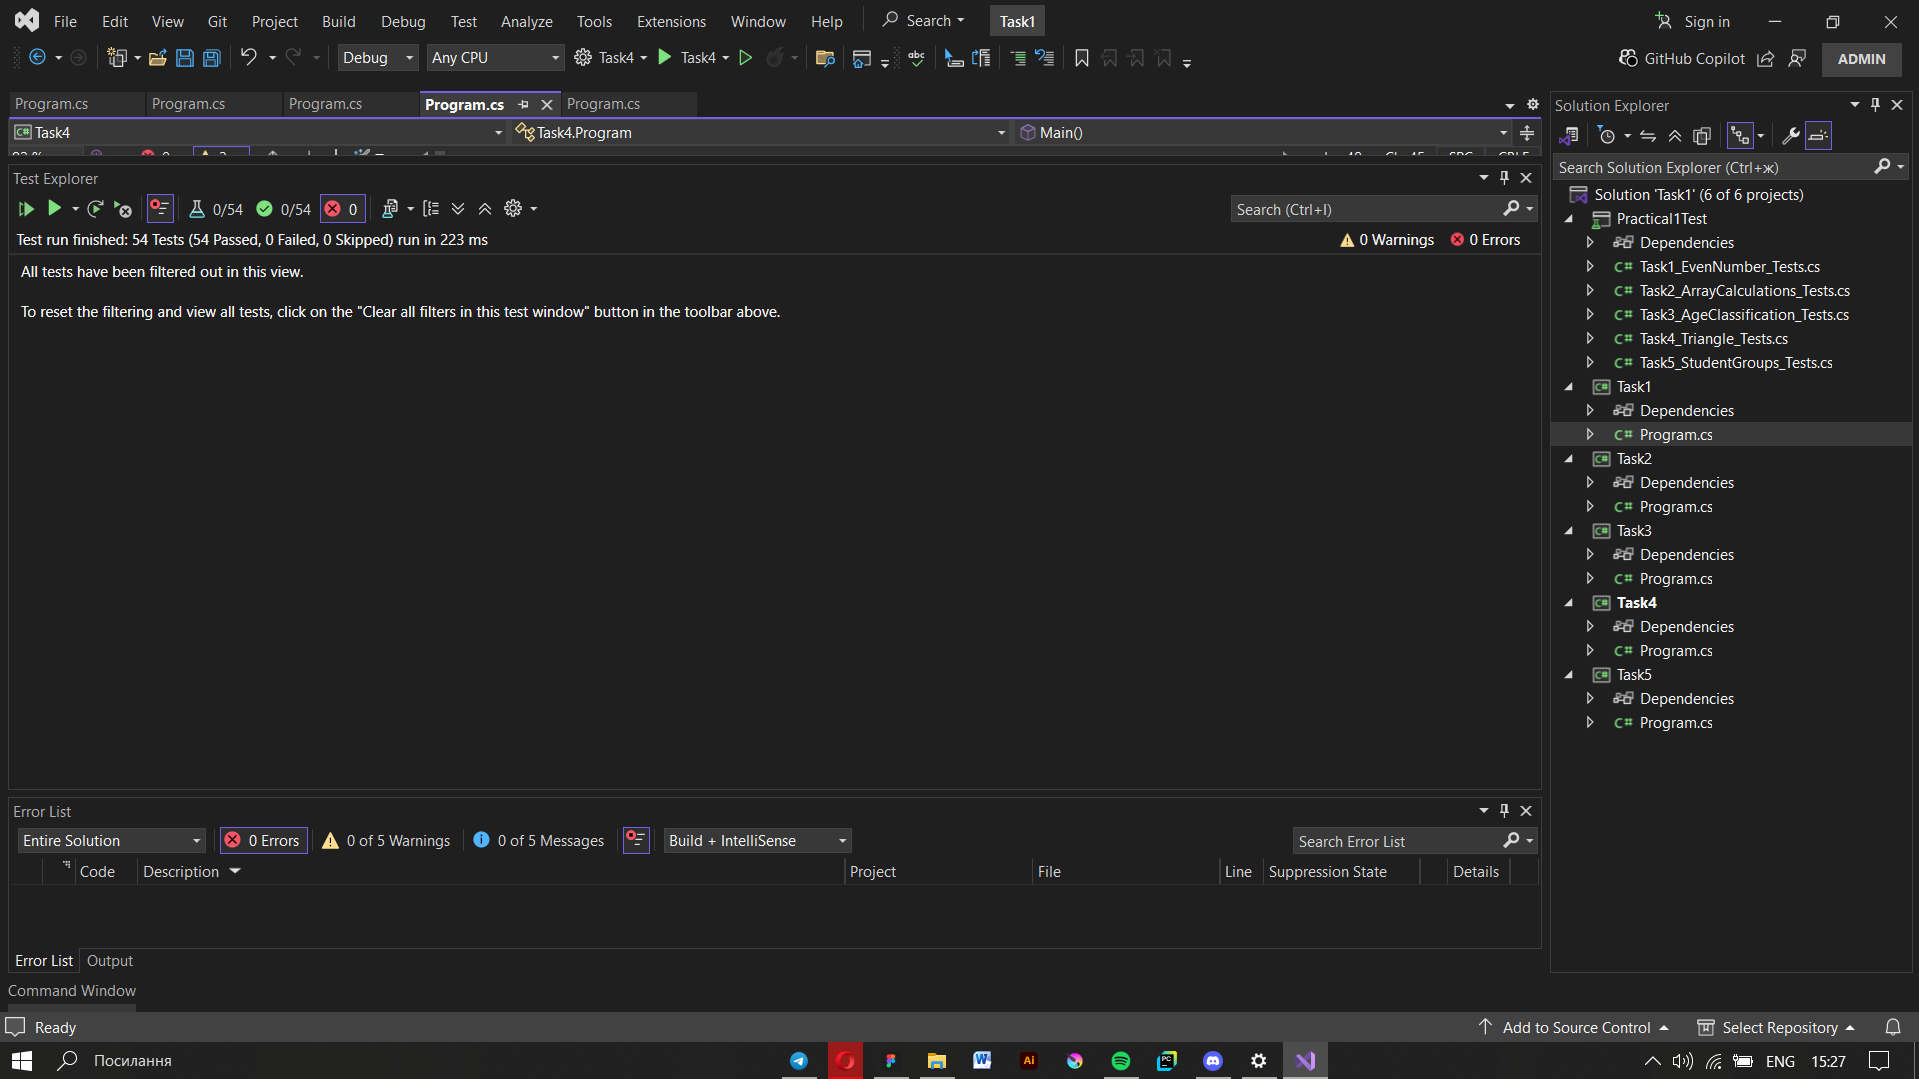 File Edit View Git Project Build Debug Test Analyze Tools Extensions Window Help Search Task1 Sign in
Debug Any CPU Task4 Task4 abc GitHub Copilot ADMIN
Program.cs Program.cs Program.cs Program.cs Program.cs
C# Task4 Task4.Program Main()
Test Explorer
0/54 0/54 0 Search (Ctrl+I)
Test run finished: 54 Tests (54 Passed, 0 Failed, 0 Skipped) run in 223 ms 0 Warnings 0 Errors
All tests have been filtered out in this view.
To reset the filtering and view all tests, click on the "Clear all filters in this test window" button in the toolbar above.
Error List
Entire Solution 0 Errors 0 of 5 Warnings 0 of 5 Messages Build + IntelliSense Search Error List
Code Description Project File Line Suppression State Details
Error List Output
Command Window
Solution Explorer
Search Solution Explorer (Ctrl+ж)
Solution 'Task1' (6 of 6 projects)
Practical1Test
Dependencies
C# Task1_EvenNumber_Tests.cs
C# Task2_ArrayCalculations_Tests.cs
C# Task3_AgeClassification_Tests.cs
C# Task4_Triangle_Tests.cs
C# Task5_StudentGroups_Tests.cs
C# Task1
Dependencies
C# Program.cs
C# Task2
Dependencies
C# Program.cs
C# Task3
Dependencies
C# Program.cs
C# Task4
Dependencies
C# Program.cs
C# Task5
Dependencies
C# Program.cs
Ready Add to Source Control Select Repository
Посилання W Ai PC ENG 15:27